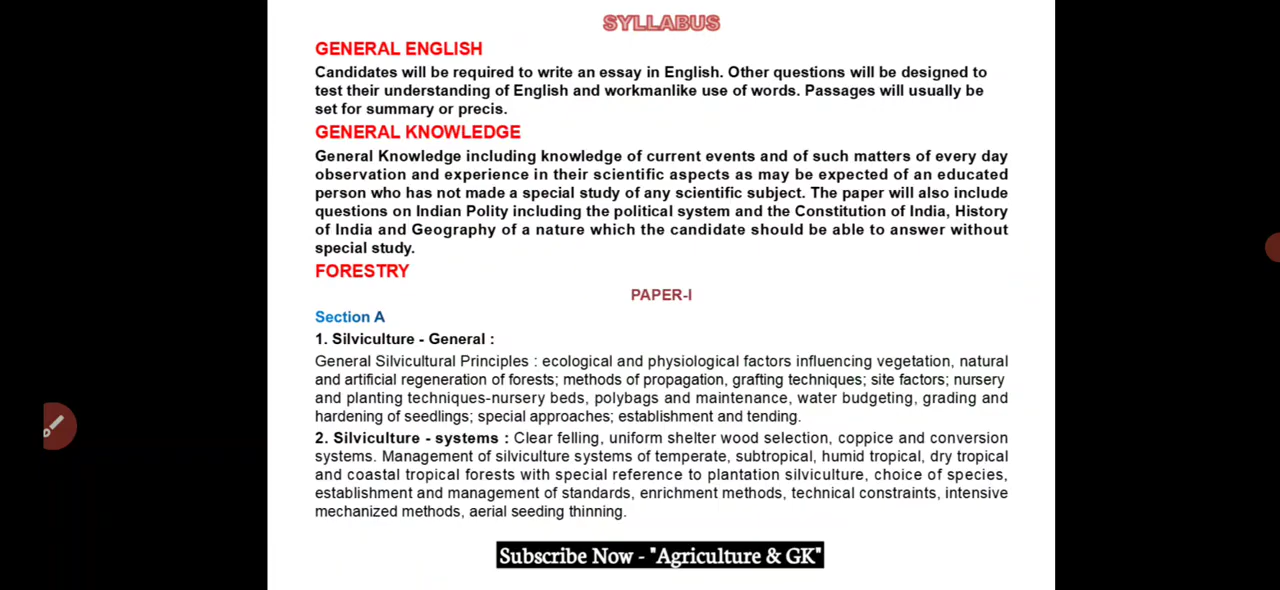 SYLLABUS
GENERAL ENGLISH
Candidates will be required to write an essay in English. Other questions will be designed to
test their understanding of English and workmanlike use of words. Passages will usually be
set for summary or precis.
GENERAL KNOWLEDGE
General Knowledge including knowledge of current events and of such matters of every day
observation and experience in their scientific aspects as may be expected of an educated
person who has not made a special study of any scientific subject. The paper will also include
questions on Indian Polity including the political system and the Constitution of India, History
of India and Geography of a nature which the candidate should be able to answer without
special study.
FORESTRY
PAPER-I
Section A
1. Silviculture - General :
General Silvicultural Principles : ecological and physiological factors influencing vegetation, natural
and artificial regeneration of forests; methods of propagation, grafting techniques; site factors; nursery
and planting techniques-nursery beds, polybags and maintenance, water budgeting, grading and
hardening of seedlings; special approaches; establishment and tending.
2. Silviculture - systems : Clear felling, uniform shelter wood selection, coppice and conversion
systems. Management of silviculture systems of temperate, subtropical, humid tropical, dry tropical
and coastal tropical forests with special reference to plantation silviculture, choice of species,
establishment and management of standards, enrichment methods, technical constraints, intensive
mechanized methods, aerial seeding thinning.
Subscribe Now - "Agriculture & GK"